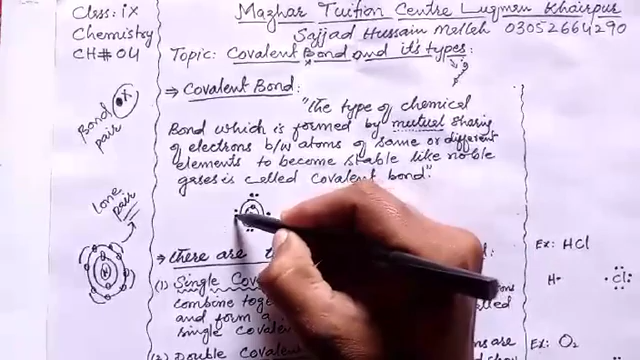 Class: IX
Mazhar Tuition Centre Luqman Khairpur
Chemistry
Sajjad Hussain Melleh 03052664290
CH# 04
Topic: Covalent Bond and it's types:
⇒ Covalent Bond:
"The type of chemical
Bond which is formed by mutual sharing
of electrons b/w atoms of same or different
elements to become stable like noble
gases is called covalent bond."
Bond pair
lone pair
⇒ there are
Ex: HCl
(1) Single Cov
H• Cl
combine toge
and form a
single covalen
Ex: O₂
(2) Double Covalen